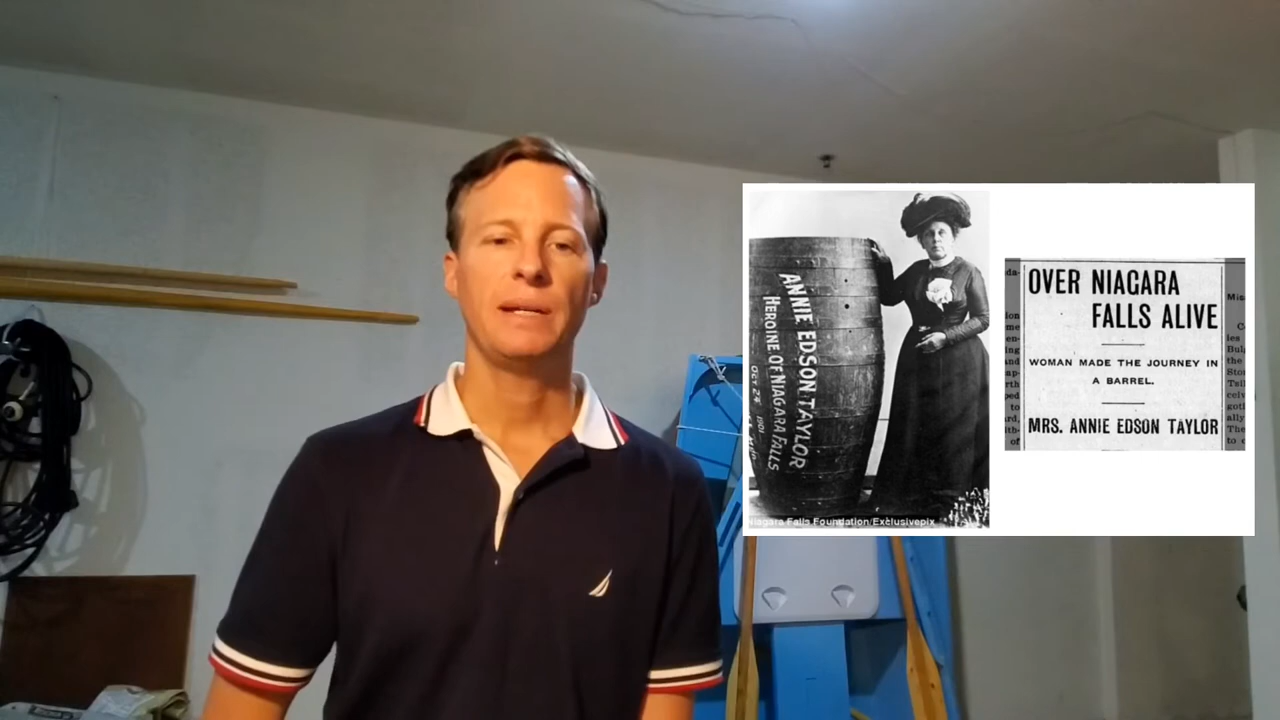 ANNIE EDSON TAYLOR
HEROINE OF NIAGARA FALLS
OCT 24 1901
Niagara Falls Foundation/Exclusivepix
OVER NIAGARA
FALLS ALIVE
WOMAN MADE THE JOURNEY IN
A BARREL.
MRS. ANNIE EDSON TAYLOR